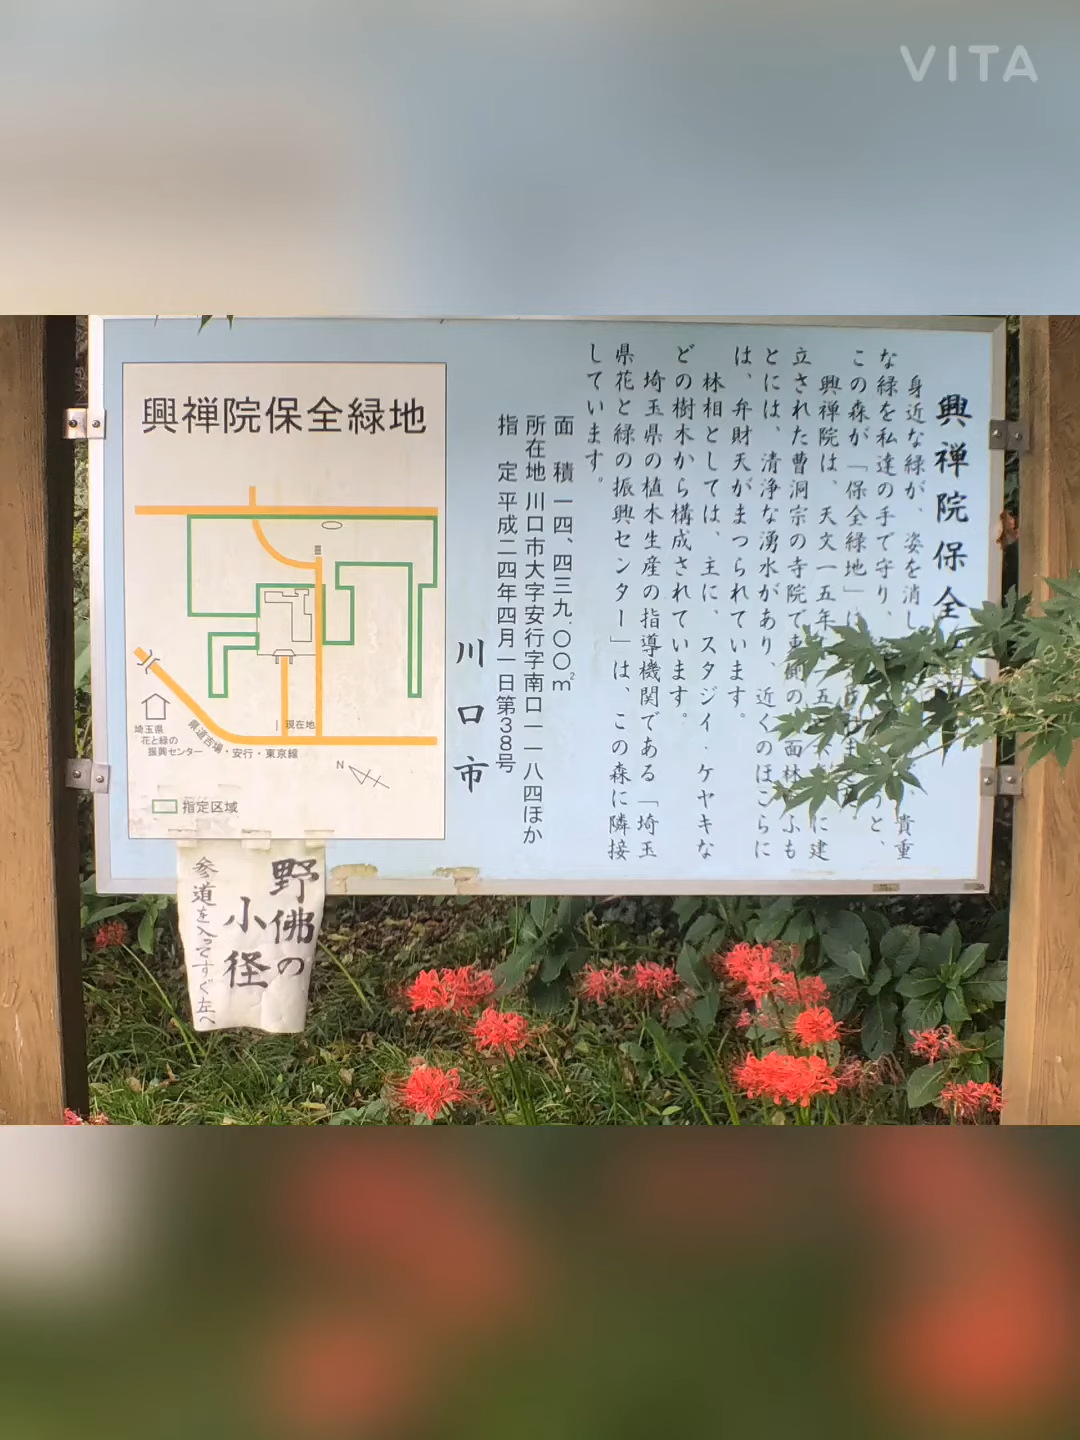 VITA
興禅院保全
身近な緑が、姿を消し 貴重
な緑を私達の手で守り、 と、
この森が「保全緑地」に
興禅院は、天文一五年 五 に建
立された曹洞宗の寺院で東側の 面林 ふも
とには、清浄な湧水があり、近くのほこらに
は、弁財天がまつられています。
林相としては、主に、スタジイ・ケヤキな
どの樹木から構成されています。
埼玉県の植木生産の指導機関である「埼玉
県花と緑の振興センター」は、この森に隣接
しています。
面 積 一四、四三九.〇〇㎡
所在地 川口市大字安行字南口一一八四ほか
指 定 平成二四年四月一日第38号
川口市
興禅院保全緑地
現在地
埼玉県
花と緑の
振興センター
県道吉場・安行・東京線
N
指定区域
野佛の
小径
参道を入ってすぐ左へ